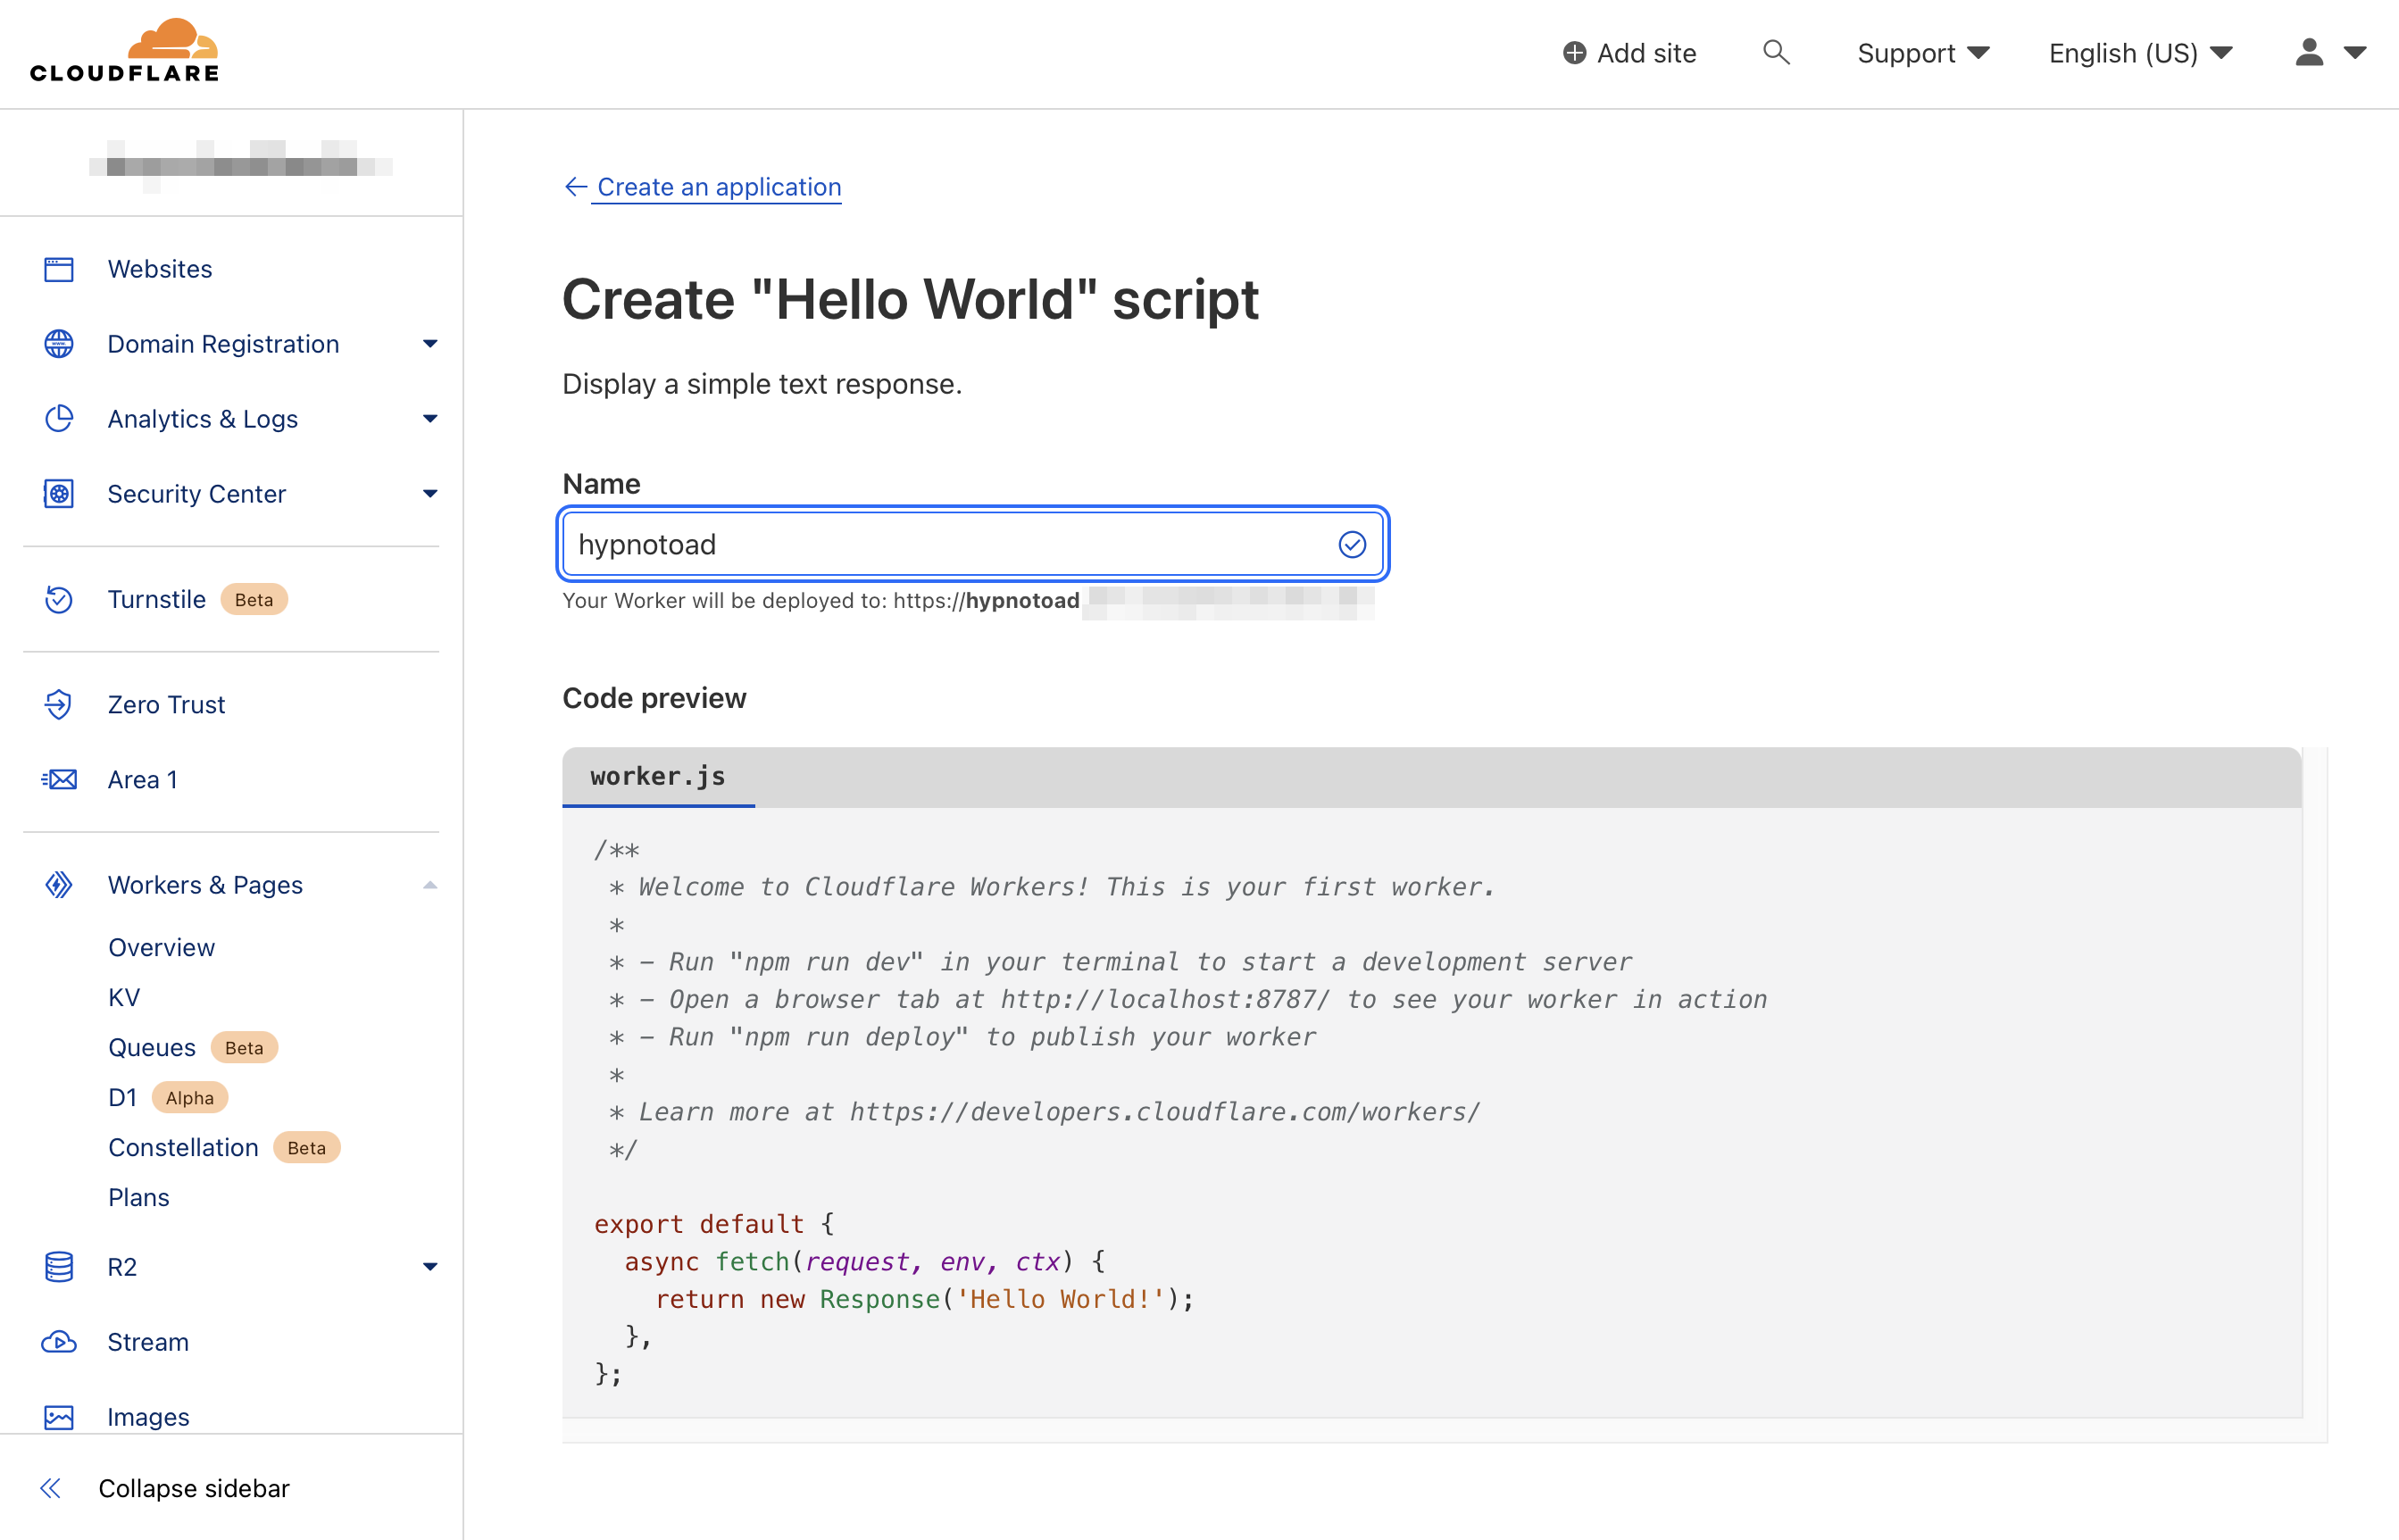 CLOUDFLARE
Add site
Support
English (US)
Websites
Domain Registration
Analytics & Logs
Security Center
Turnstile Beta
Zero Trust
Area 1
Workers & Pages
Overview
KV
Queues Beta
D1 Alpha
Constellation Beta
Plans
R2
Stream
Images
Collapse sidebar
← Create an application
Create "Hello World" script
Display a simple text response.
Name
hypnotoad
Your Worker will be deployed to: https://hypnotoad
Code preview
worker.js
/**
 * Welcome to Cloudflare Workers! This is your first worker.
 *
 * - Run "npm run dev" in your terminal to start a development server
 * - Open a browser tab at http://localhost:8787/ to see your worker in action
 * - Run "npm run deploy" to publish your worker
 *
 * Learn more at https://developers.cloudflare.com/workers/
 */
export default {
  async fetch(request, env, ctx) {
    return new Response('Hello World!');
  },
};